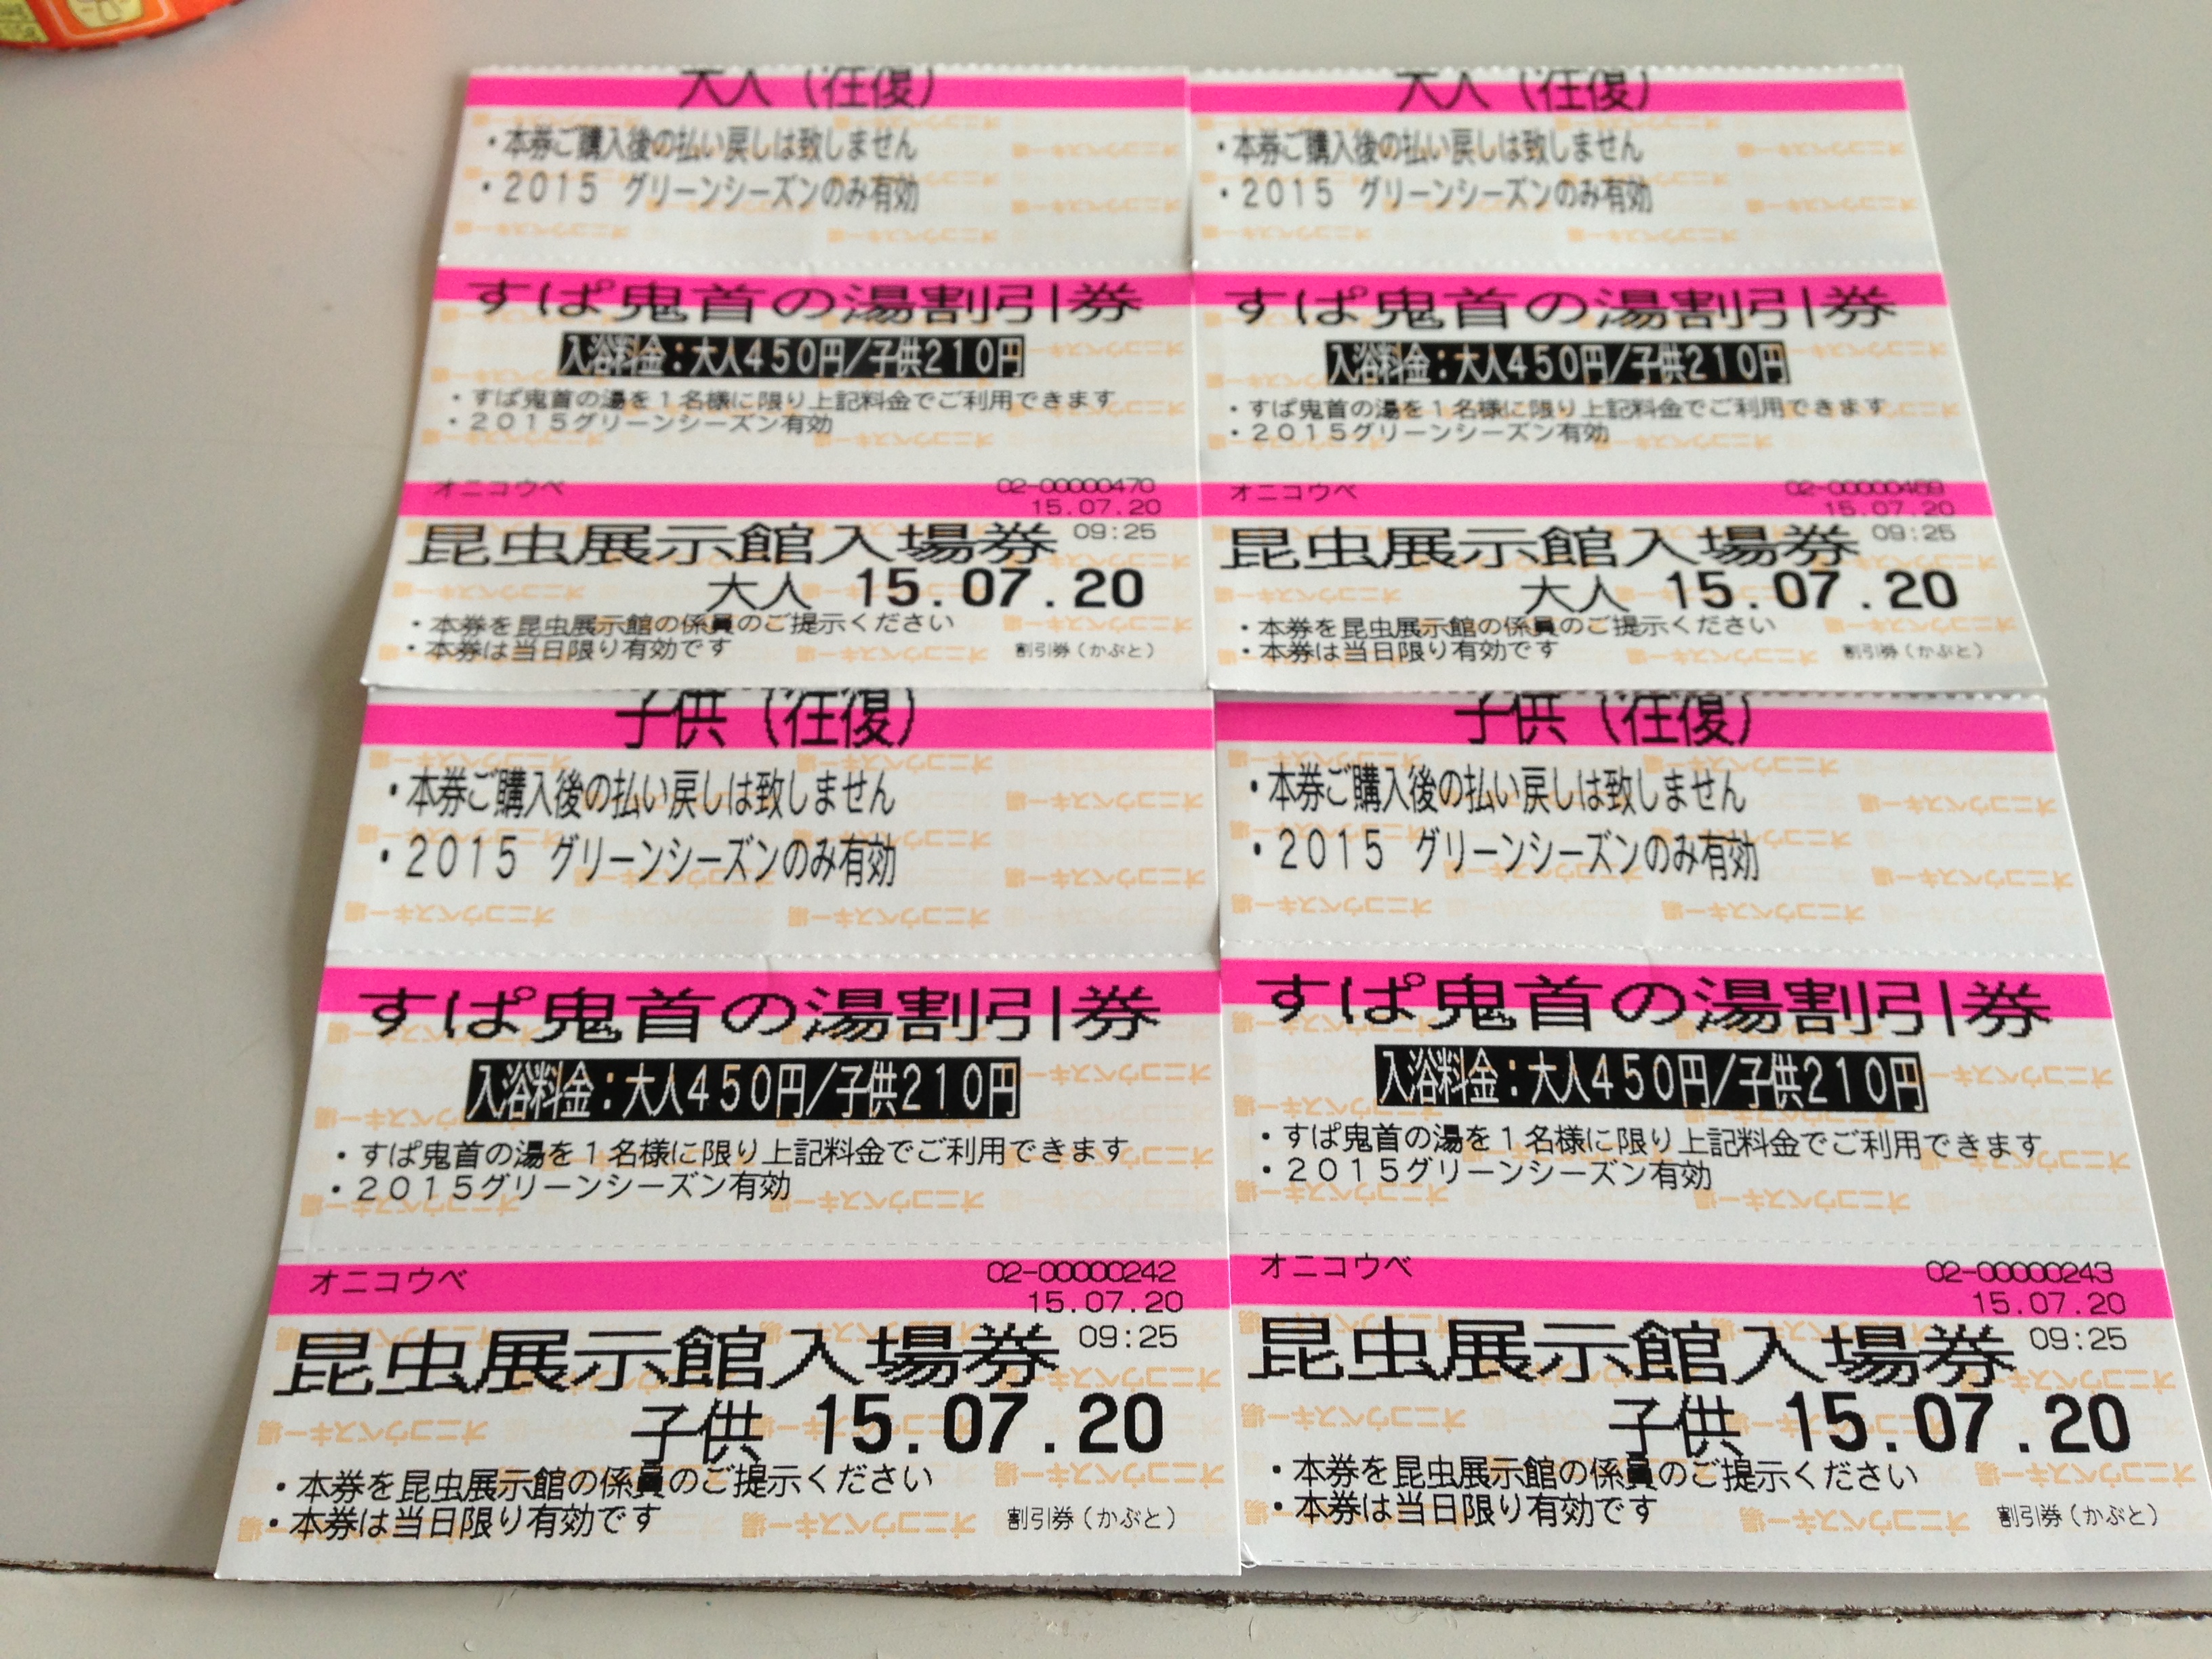 大人（往復）
・本券ご購入後の払い戻しは致しません
・2015 グリーンシーズンのみ有効
すぱ鬼首の湯割引券
入浴料金：大人450円/子供210円
・すぱ鬼首の湯を1名様に限り上記料金でご利用できます
・2015グリーンシーズン有効
オニコウベ 02-00000470
15.07.20
昆虫展示館入場券 09:25
大人 15.07.20
・本券を昆虫展示館の係員のご提示ください
・本券は当日限り有効です 割引券（かぶと）
大人（往復）
・本券ご購入後の払い戻しは致しません
・2015 グリーンシーズンのみ有効
すぱ鬼首の湯割引券
入浴料金：大人450円/子供210円
・すぱ鬼首の湯を1名様に限り上記料金でご利用できます
・2015グリーンシーズン有効
オニコウベ 02-00000469
15.07.20
昆虫展示館入場券 09:25
大人 15.07.20
・本券を昆虫展示館の係員のご提示ください
・本券は当日限り有効です 割引券（かぶと）
子供（往復）
・本券ご購入後の払い戻しは致しません
・2015 グリーンシーズンのみ有効
すぱ鬼首の湯割引券
入浴料金：大人450円/子供210円
・すぱ鬼首の湯を1名様に限り上記料金でご利用できます
・2015グリーンシーズン有効
オニコウベ 02-00000242
15.07.20
昆虫展示館入場券 09:25
子供 15.07.20
・本券を昆虫展示館の係員のご提示ください
・本券は当日限り有効です 割引券（かぶと）
子供（往復）
・本券ご購入後の払い戻しは致しません
・2015 グリーンシーズンのみ有効
すぱ鬼首の湯割引券
入浴料金：大人450円/子供210円
・すぱ鬼首の湯を1名様に限り上記料金でご利用できます
・2015グリーンシーズン有効
オニコウベ 02-00000243
15.07.20
昆虫展示館入場券 09:25
子供 15.07.20
・本券を昆虫展示館の係員のご提示ください
・本券は当日限り有効です 割引券（かぶと）
オニコウベスキー場